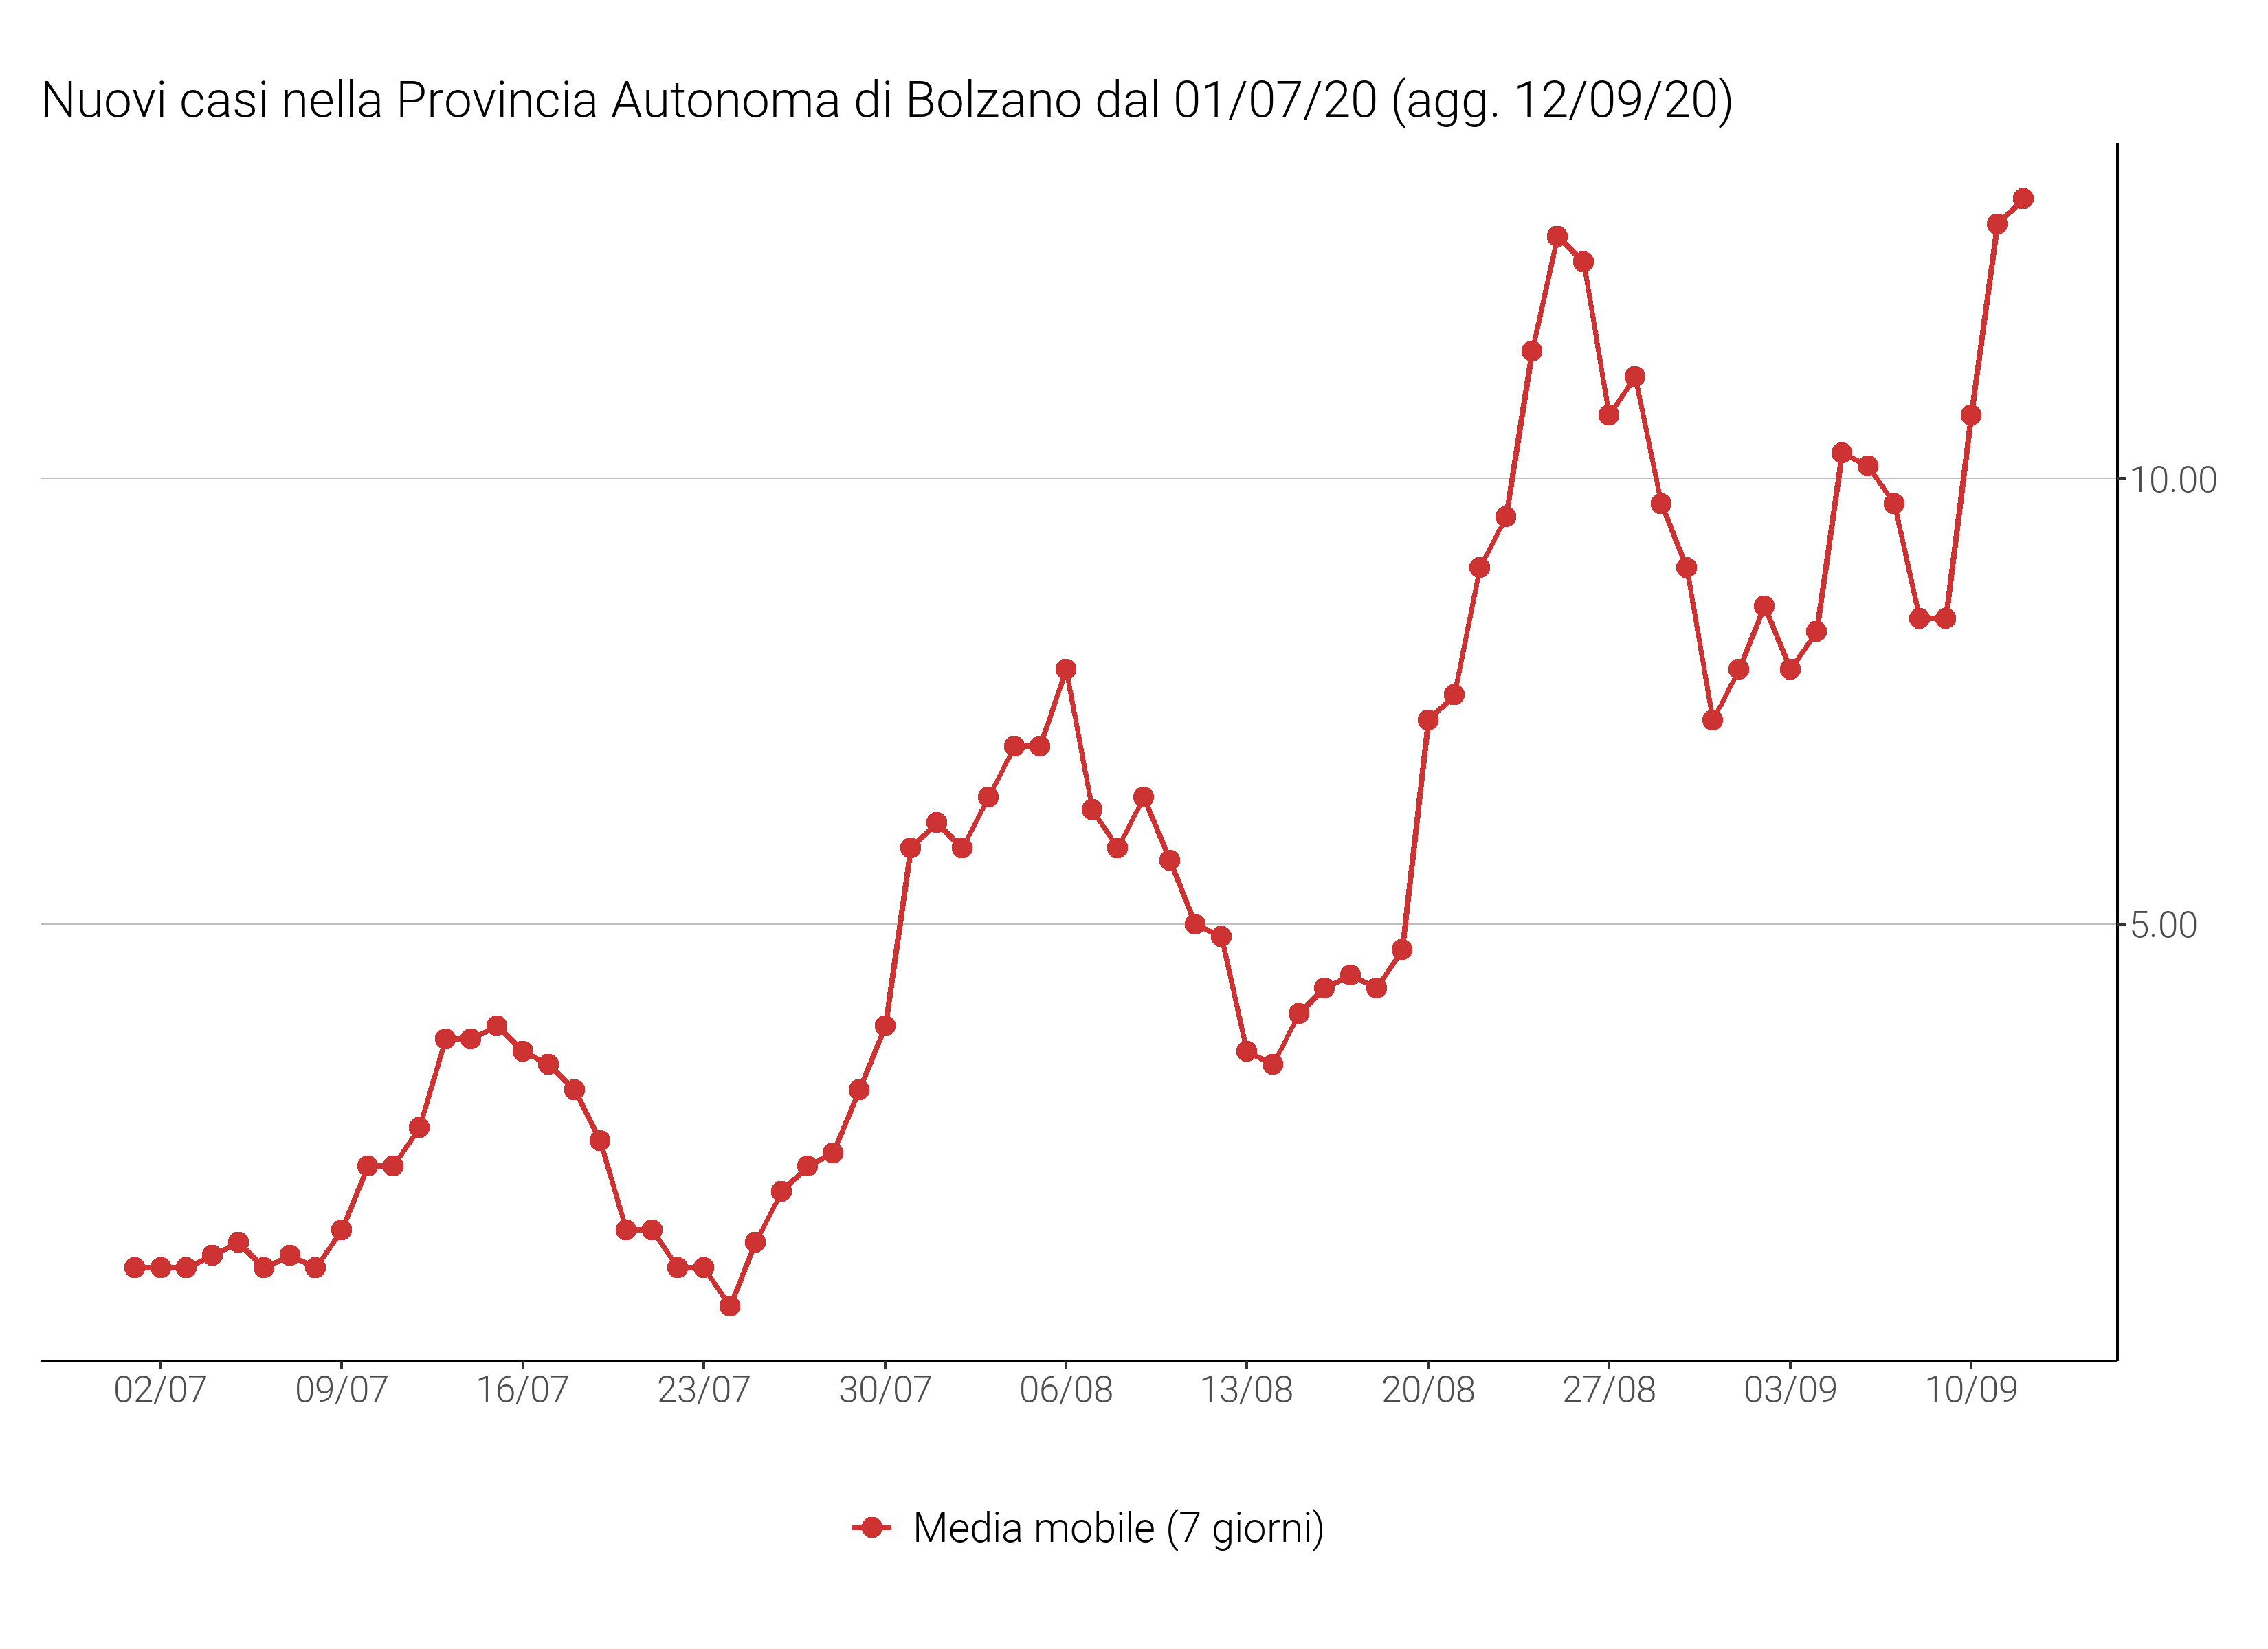 Nuovi casi nella Provincia Autonoma di Bolzano dal 01/07/20 (agg. 12/09/20)
10.00
5.00
02/07 09/07 16/07 23/07 30/07 06/08 13/08 20/08 27/08 03/09 10/09
Media mobile (7 giorni)